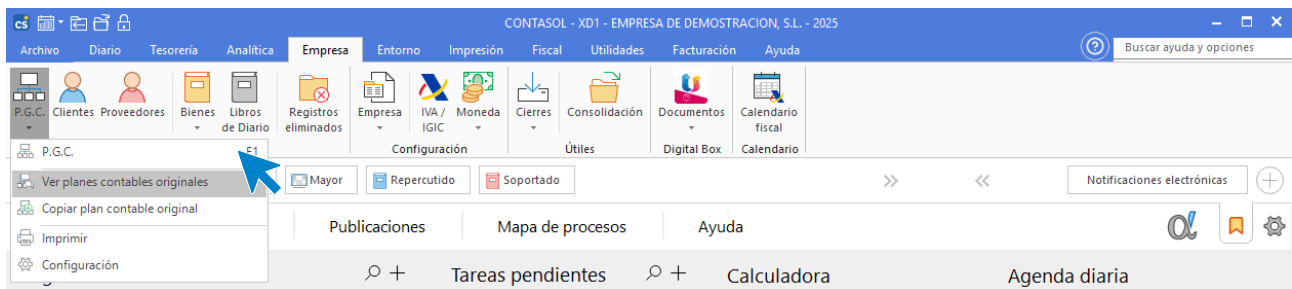 cs CONTASOL - XD1 - EMPRESA DE DEMOSTRACION, S.L. - 2025
Archivo Diario Tesorería Analítica Empresa Entorno Impresión Fiscal Utilidades Facturación Ayuda Buscar ayuda y opciones
P.G.C. Clientes Proveedores Bienes Libros de Diario Registros eliminados Empresa IVA / IGIC Moneda Cierres Consolidación Documentos Calendario fiscal
Configuración Útiles Digital Box Calendario
P.G.C. F1
Ver planes contables originales Mayor Repercutido Soportado Notificaciones electrónicas
Copiar plan contable original
Publicaciones Mapa de procesos Ayuda
Imprimir
Configuración
Tareas pendientes Calculadora Agenda diaria